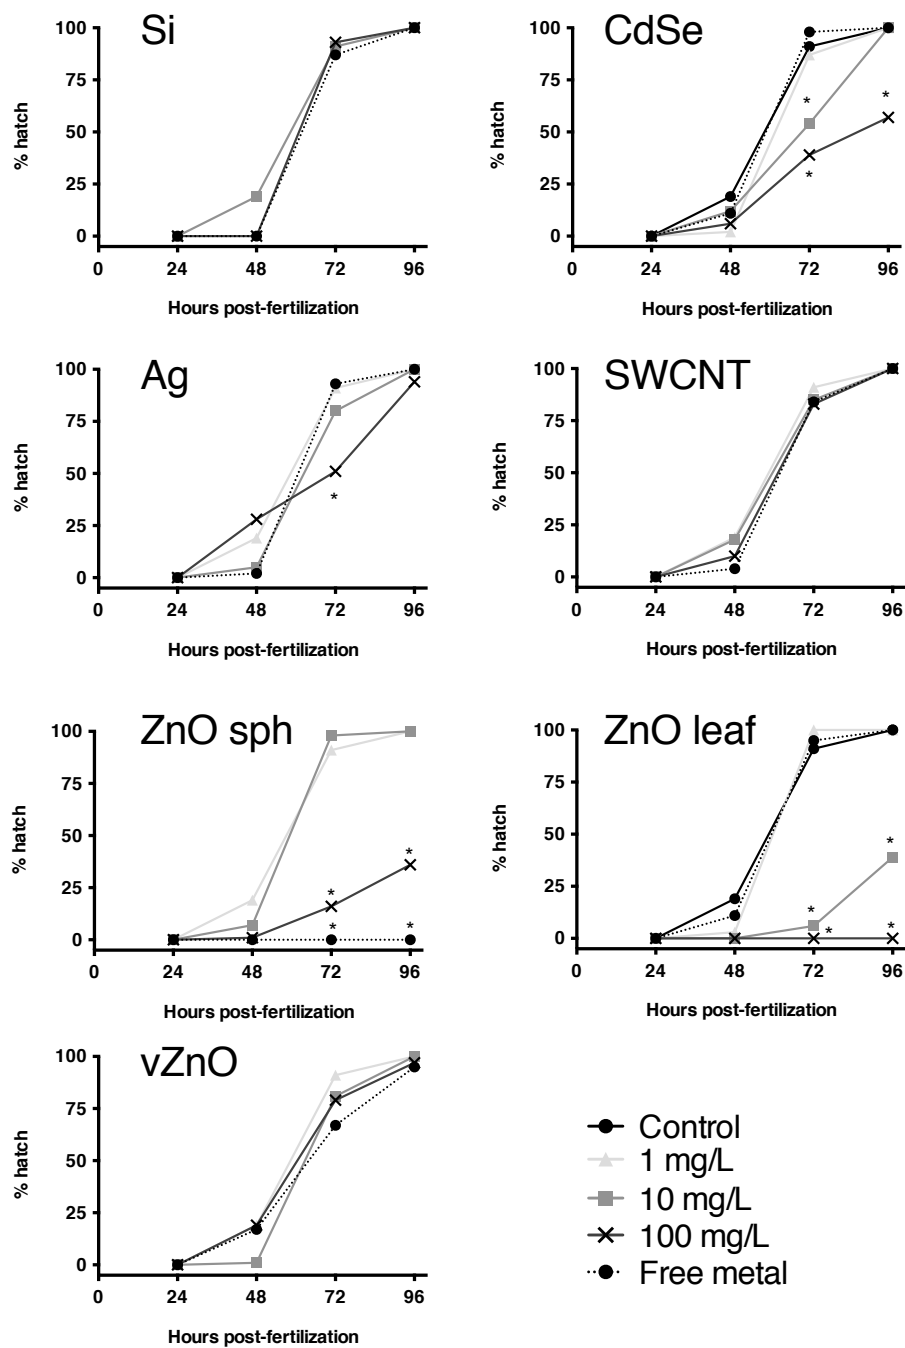 Si
100
75
50
25
0
% hatch
0 24 48 72 96
Hours post-fertilization
CdSe
100
75
50
25
0
% hatch
* *
*
0 24 48 72 96
Hours post-fertilization
Ag
100
75
50
25
0
% hatch
*
0 24 48 72 96
Hours post-fertilization
SWCNT
100
75
50
25
0
% hatch
0 24 48 72 96
Hours post-fertilization
ZnO sph
100
75
50
25
0
% hatch
* *
* *
0 24 48 72 96
Hours post-fertilization
ZnO leaf
100
75
50
25
0
% hatch
* *
* *
0 24 48 72 96
Hours post-fertilization
vZnO
100
75
50
25
0
% hatch
0 24 48 72 96
Hours post-fertilization
Control
1 mg/L
10 mg/L
100 mg/L
Free metal